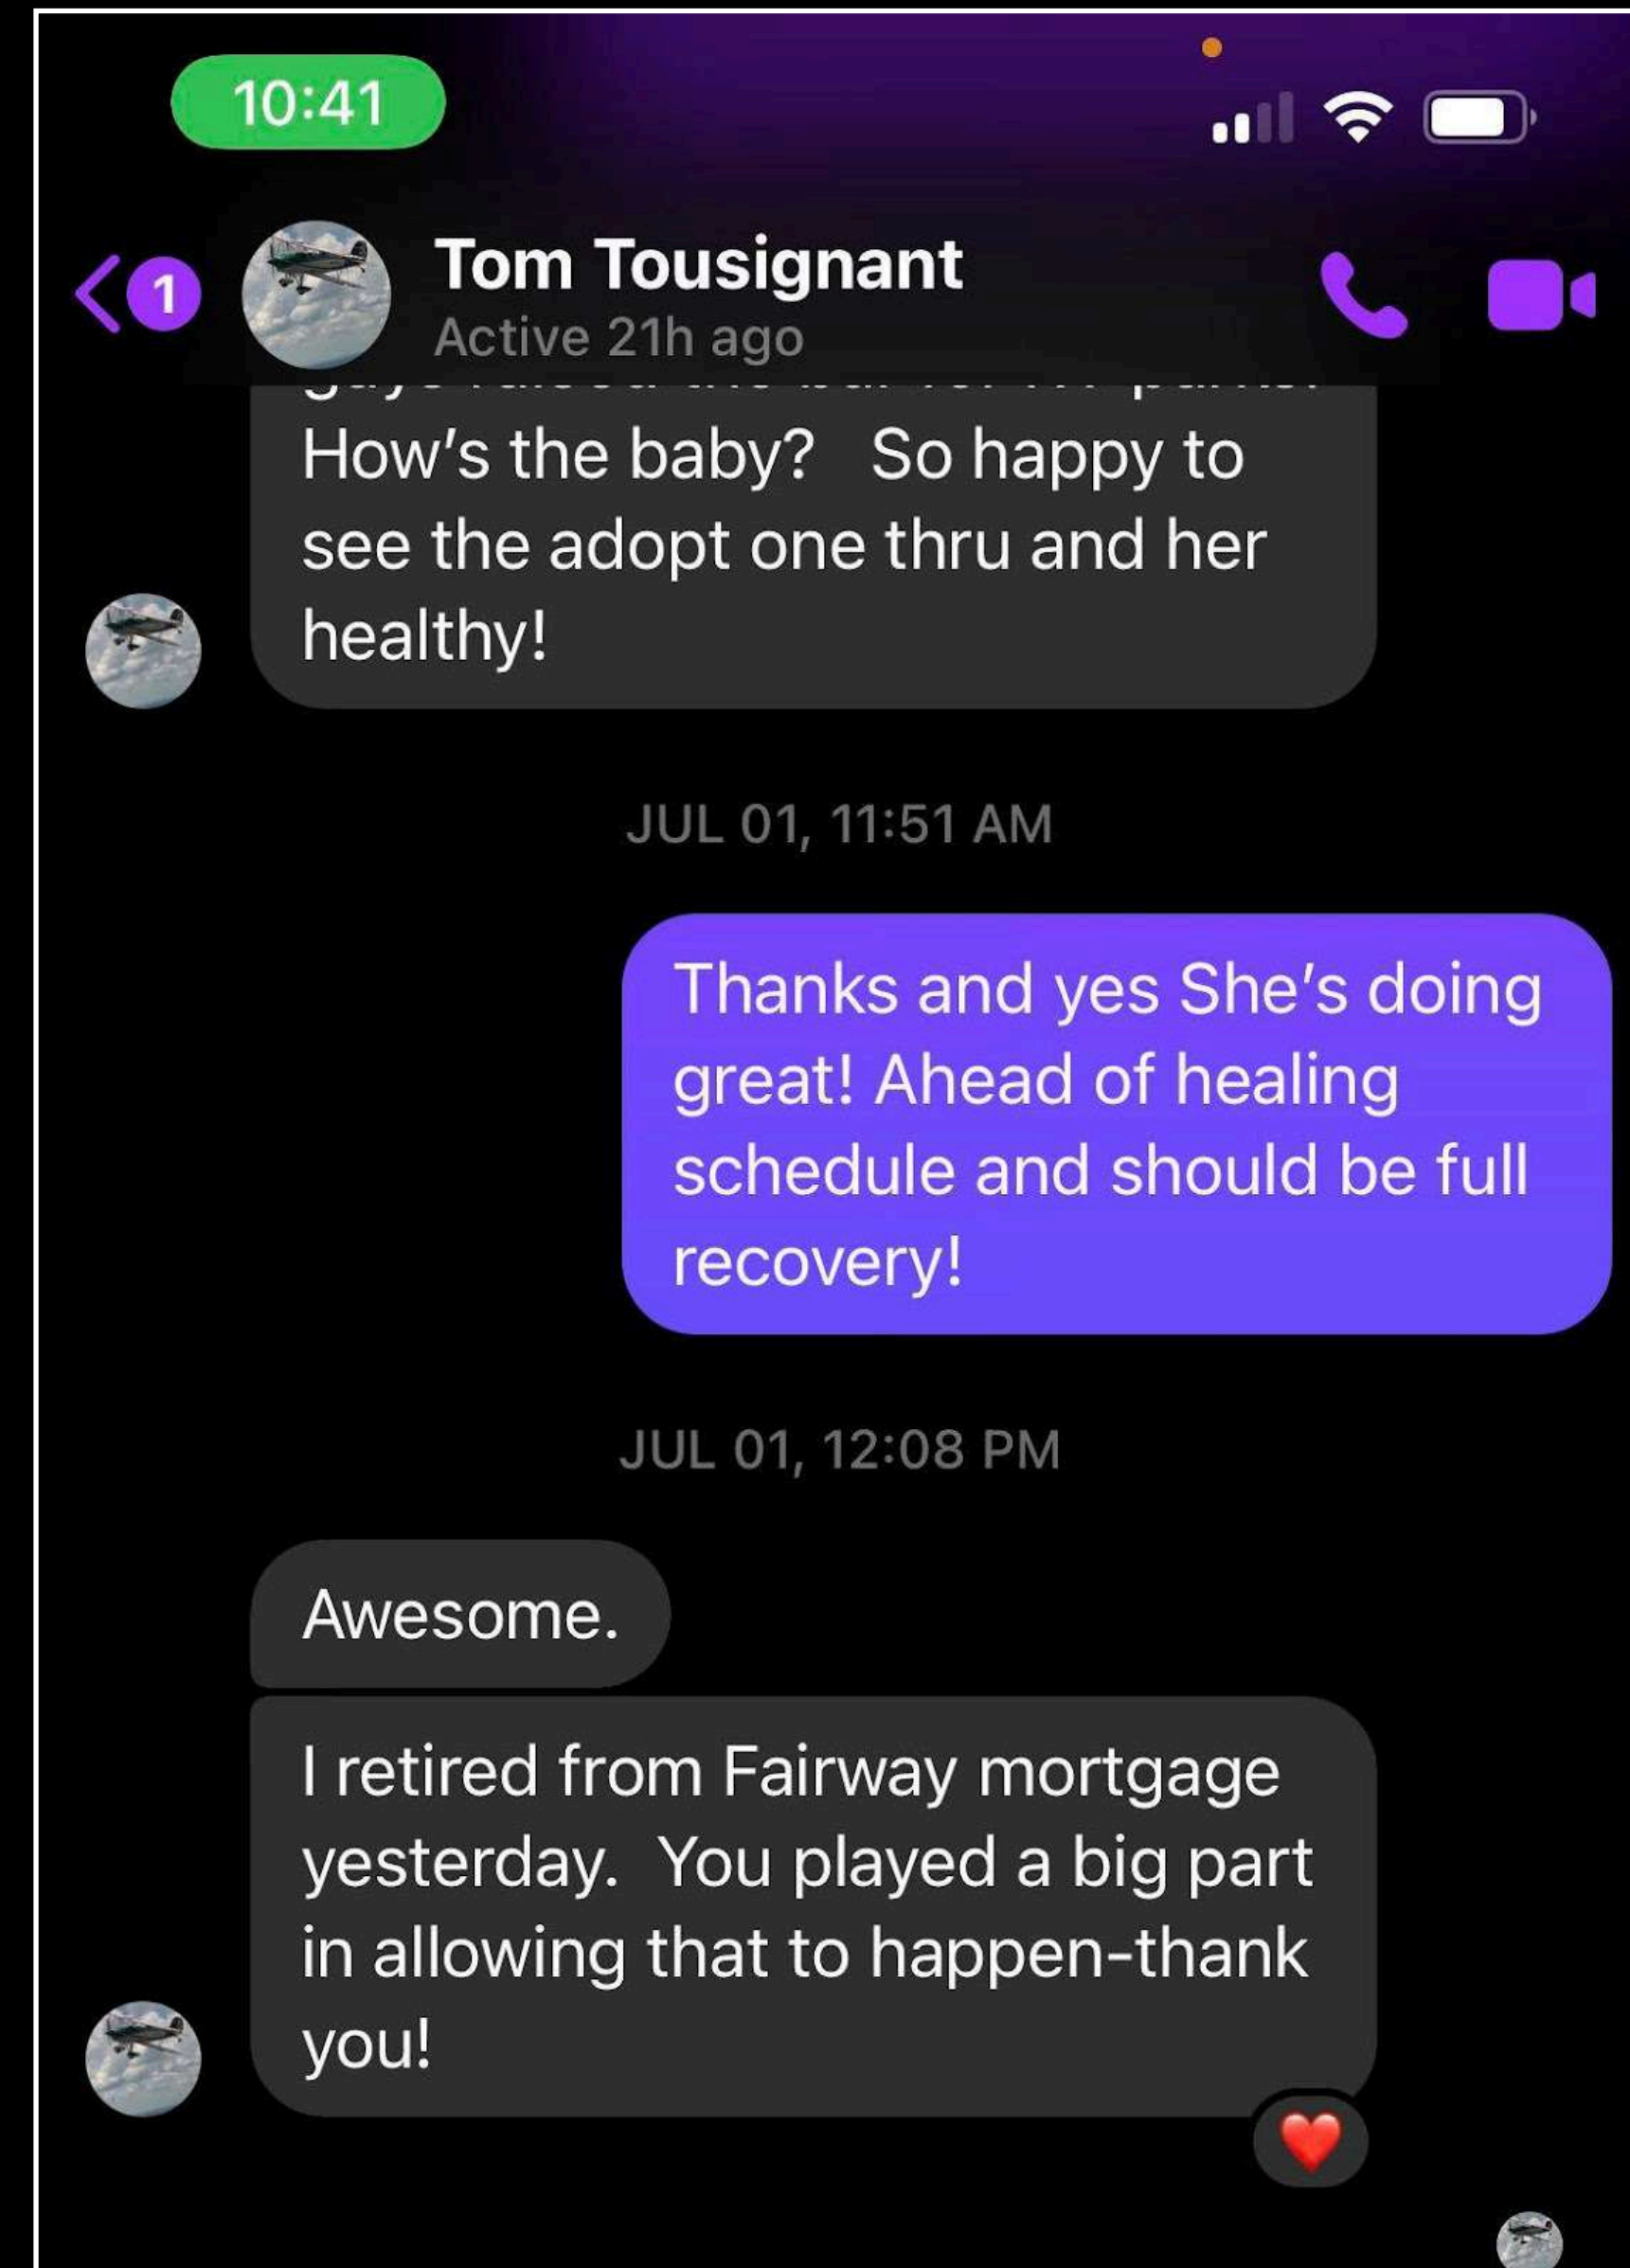 10:41
1
Tom Tousignant
Active 21h ago
How's the baby?   So happy to
see the adopt one thru and her
healthy!
JUL 01, 11:51 AM
Thanks and yes She's doing
great! Ahead of healing
schedule and should be full
recovery!
JUL 01, 12:08 PM
Awesome.
I retired from Fairway mortgage
yesterday.  You played a big part
in allowing that to happen-thank
you!